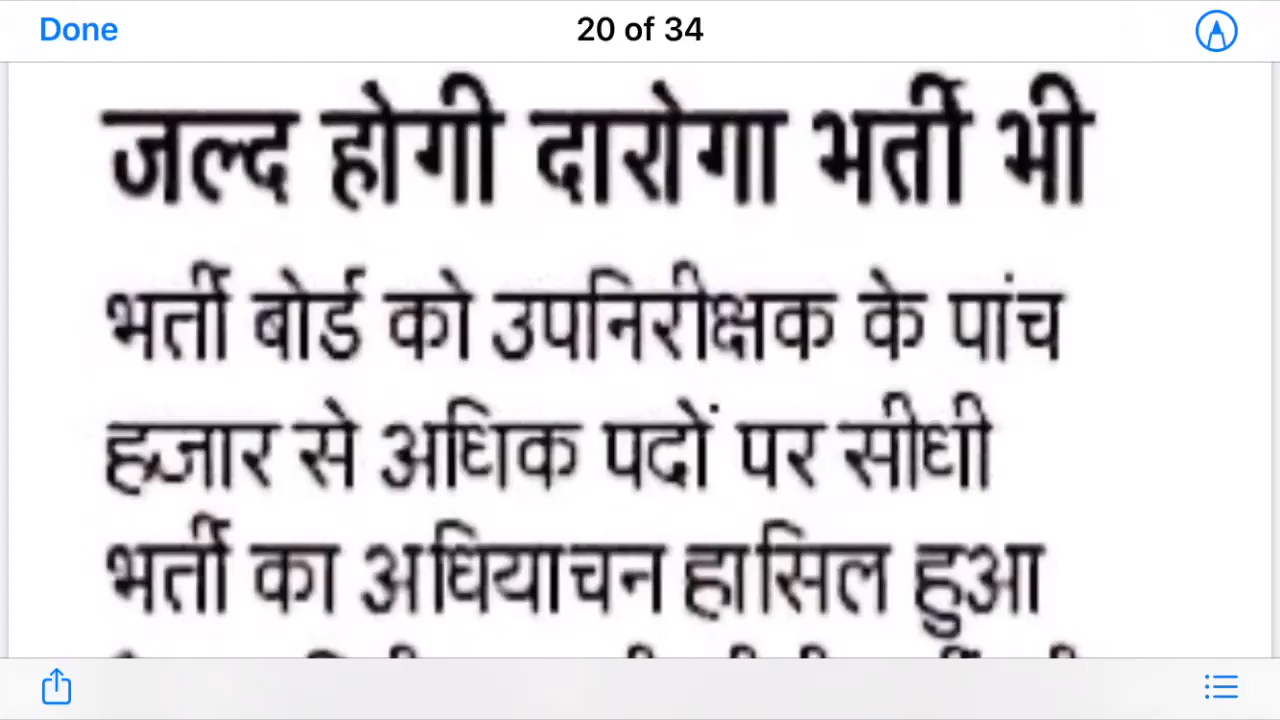 Done
20 of 34
जल्द होगी दारोगा भर्ती भी
भर्ती बोर्ड को उपनिरीक्षक के पांच
हजार से अधिक पदों पर सीधी
भर्ती का अधियाचन हासिल हुआ